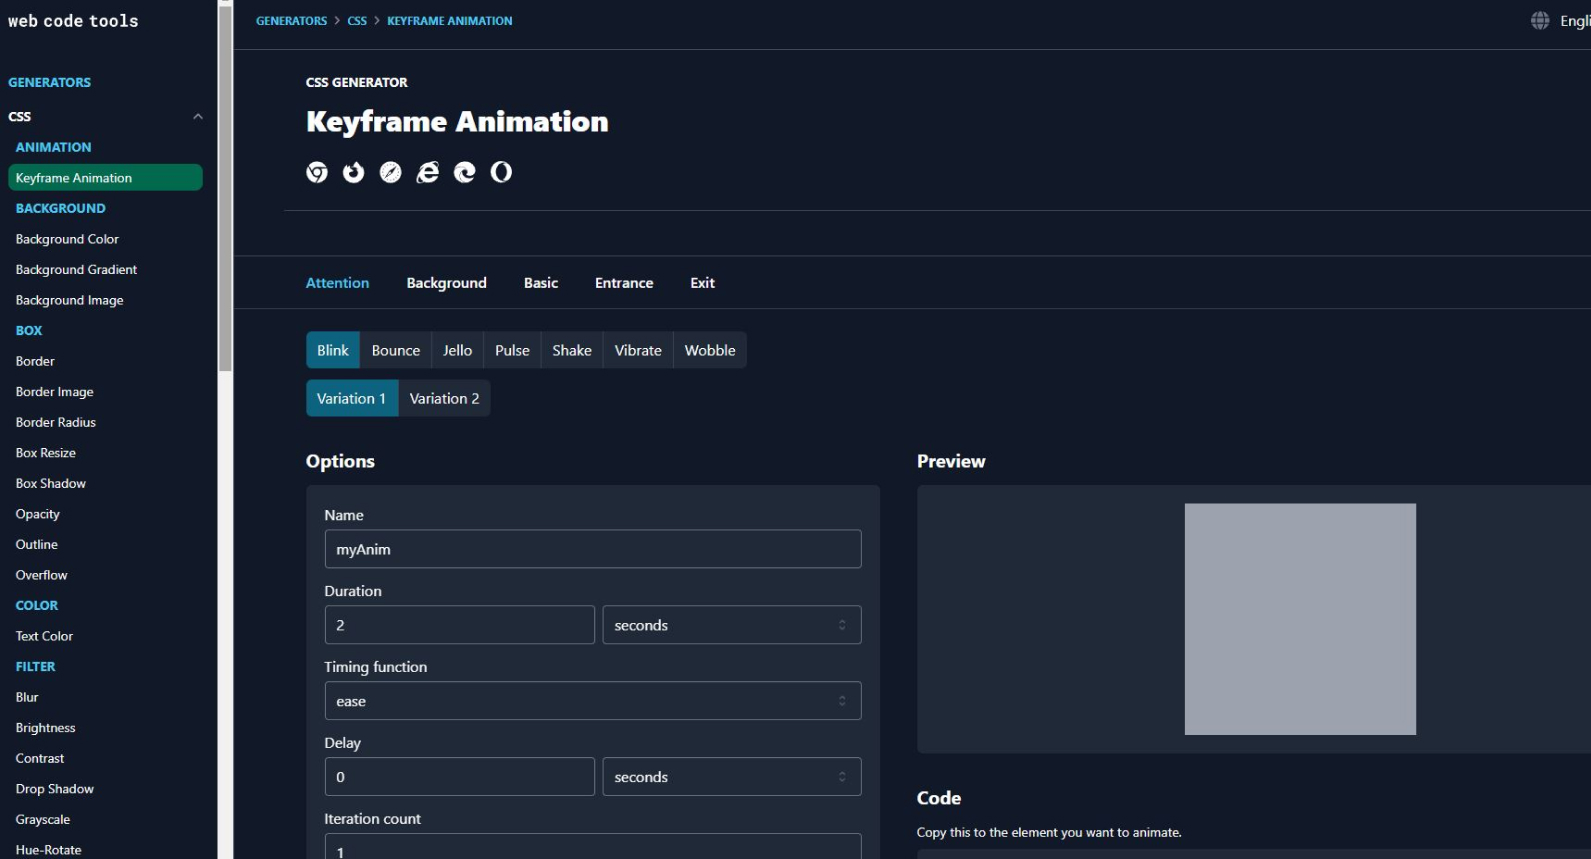 web code tools
GENERATORS
CSS
ANIMATION
Keyframe Animation
BACKGROUND
Background Color
Background Gradient
Background Image
BOX
Border
Border Image
Border Radius
Box Resize
Box Shadow
Opacity
Outline
Overflow
COLOR
Text Color
FILTER
Blur
Brightness
Contrast
Drop Shadow
Grayscale
Hue-Rotate
GENERATORS > CSS > KEYFRAME ANIMATION
Engli
CSS GENERATOR
Keyframe Animation
Attention Background Basic Entrance Exit
Blink Bounce Jello Pulse Shake Vibrate Wobble
Variation 1 Variation 2
Options
Name
myAnim
Duration
2 seconds
Timing function
ease
Delay
0 seconds
Iteration count
1
Preview
Code
Copy this to the element you want to animate.